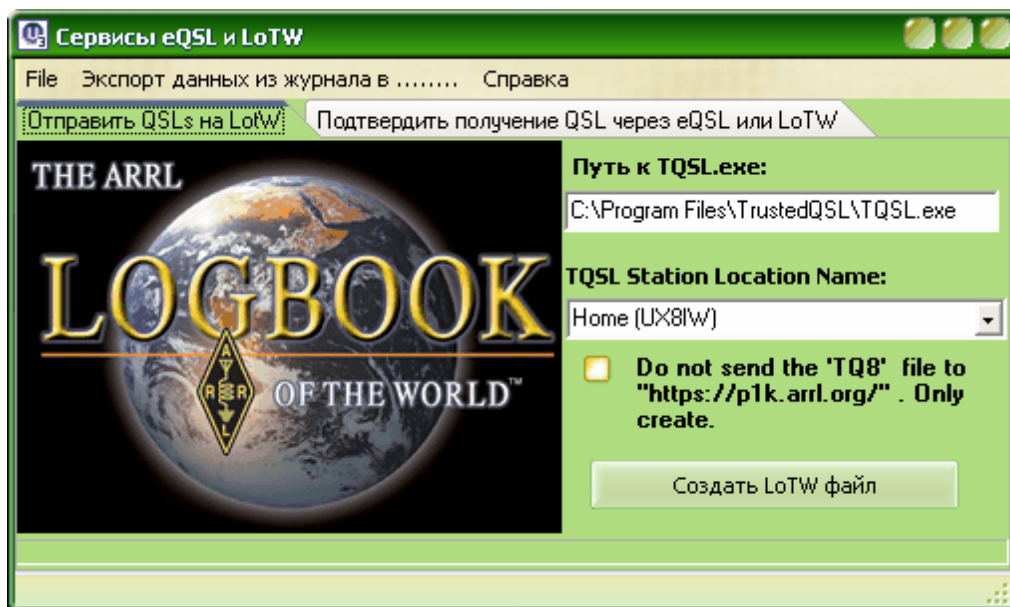 Сервисы eQSL и LoTW
File Экспорт данных из журнала в ........ Справка
Отправить QSLs на LotW Подтвердить получение QSL через eQSL или LoTW
THE ARRL
LOGBOOK
OF THE WORLD™
A
R R
L
Путь к TQSL.exe:
C:\Program Files\TrustedQSL\TQSL.exe
TQSL Station Location Name:
Home (UX8IW)
Do not send the 'TQ8' file to
"https://p1k.arrl.org/" . Only
create.
Создать LoTW файл